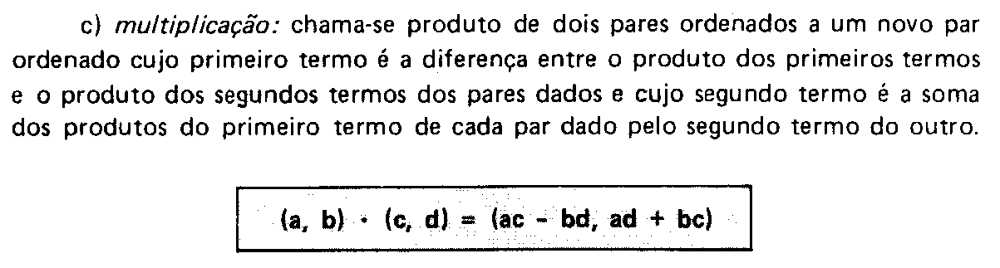 c) multiplicação: chama-se produto de dois pares ordenados a um novo par
ordenado cujo primeiro termo é a diferença entre o produto dos primeiros termos
e o produto dos segundos termos dos pares dados e cujo segundo termo é a soma
dos produtos do primeiro termo de cada par dado pelo segundo termo do outro.
(a, b) · (c, d) = (ac - bd, ad + bc)